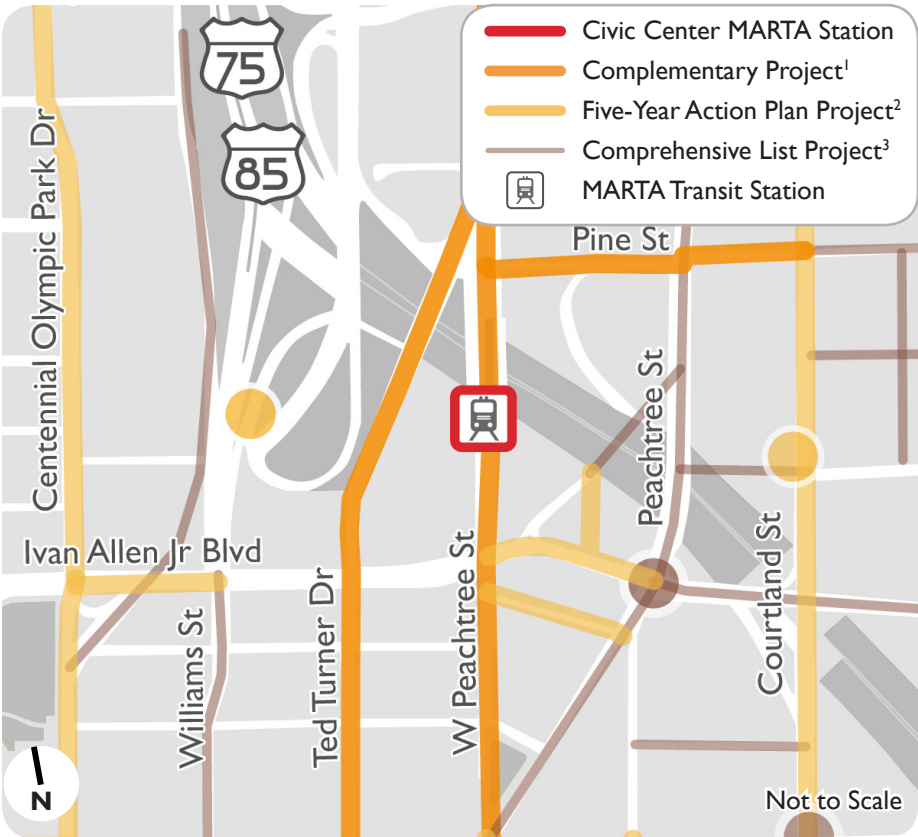 Civic Center MARTA Station
Complementary Project¹
Five-Year Action Plan Project²
Comprehensive List Project³
MARTA Transit Station
75
85
Centennial Olympic Park Dr
Pine St
Peachtree St
Ivan Allen Jr Blvd
Williams St
Ted Turner Dr
W Peachtree St
Courtland St
N
Not to Scale